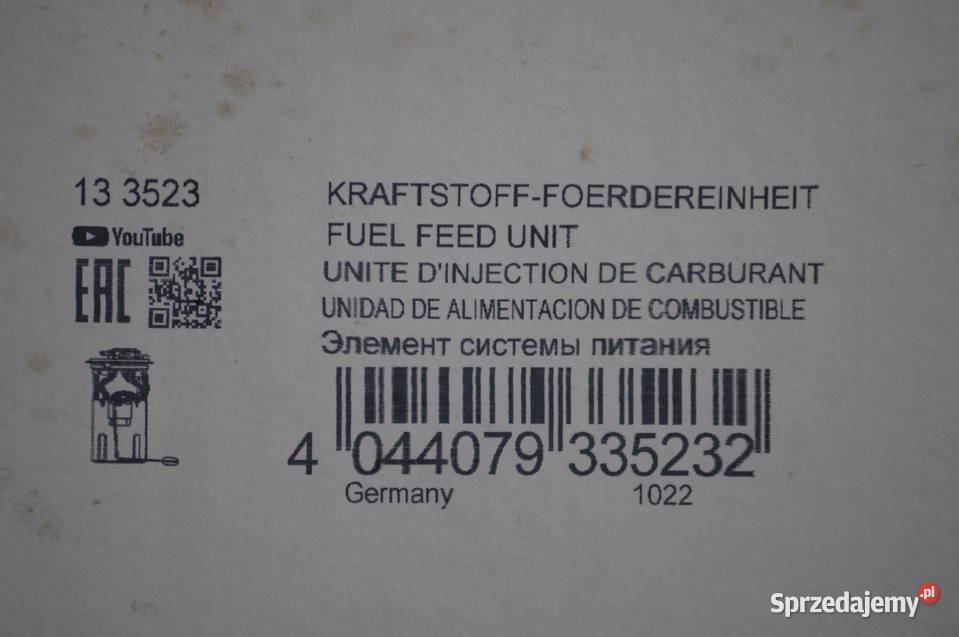 13 3523
YouTube
EAC
KRAFTSTOFF-FOERDEREINHEIT
FUEL FEED UNIT
UNITE D'INJECTION DE CARBURANT
UNIDAD DE ALIMENTACION DE COMBUSTIBLE
Элемент системы питания
4 044079 335232
Germany 1022
Sprzedajemy.pl